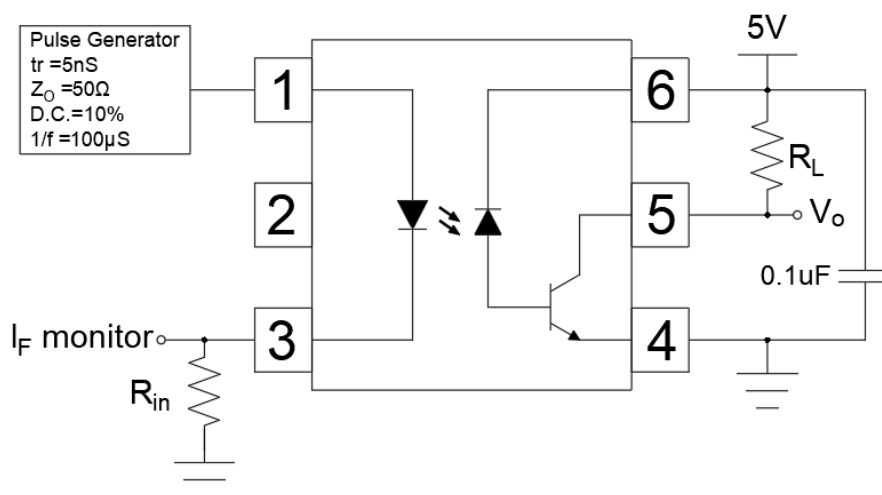 Pulse Generator
tr =5nS
ZO =50Ω
D.C.=10%
1/f =100μS
1
2
3
IF monitor
Rin
6
5
4
5V
RL
Vo
0.1uF